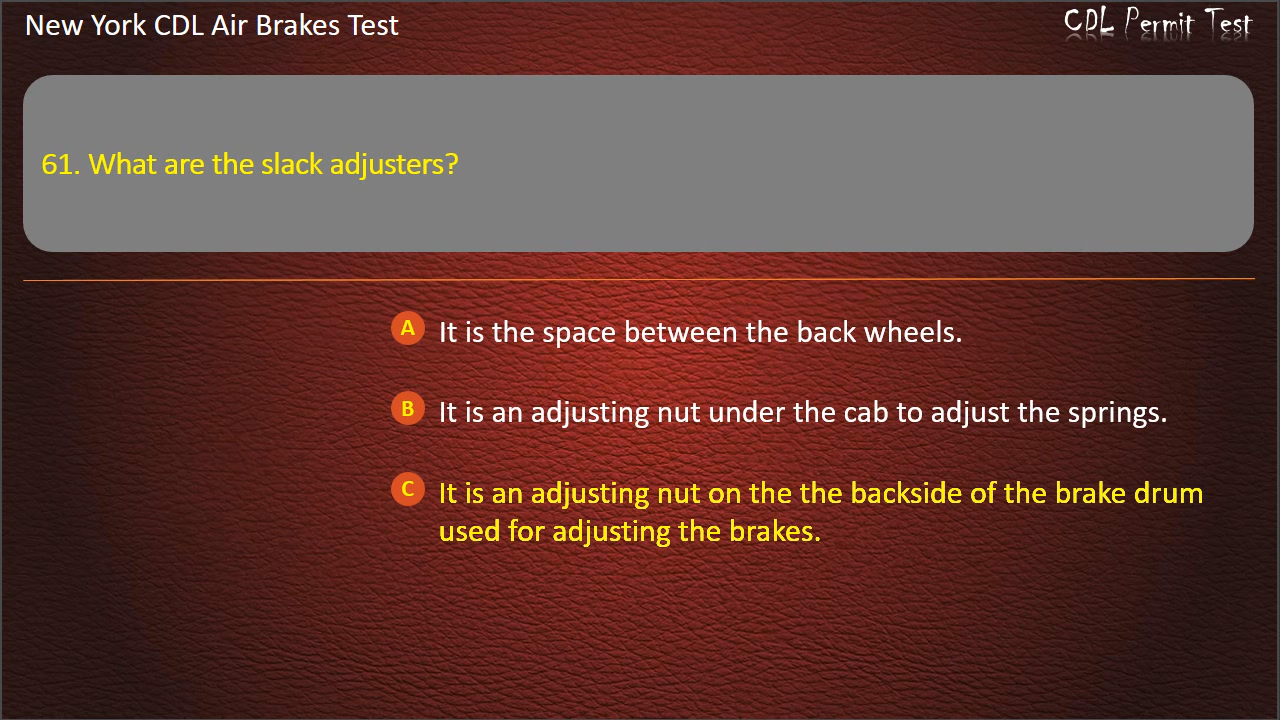 New York CDL Air Brakes Test
CDL Permit Test
61. What are the slack adjusters?
A It is the space between the back wheels.
B It is an adjusting nut under the cab to adjust the springs.
C It is an adjusting nut on the the backside of the brake drum
used for adjusting the brakes.